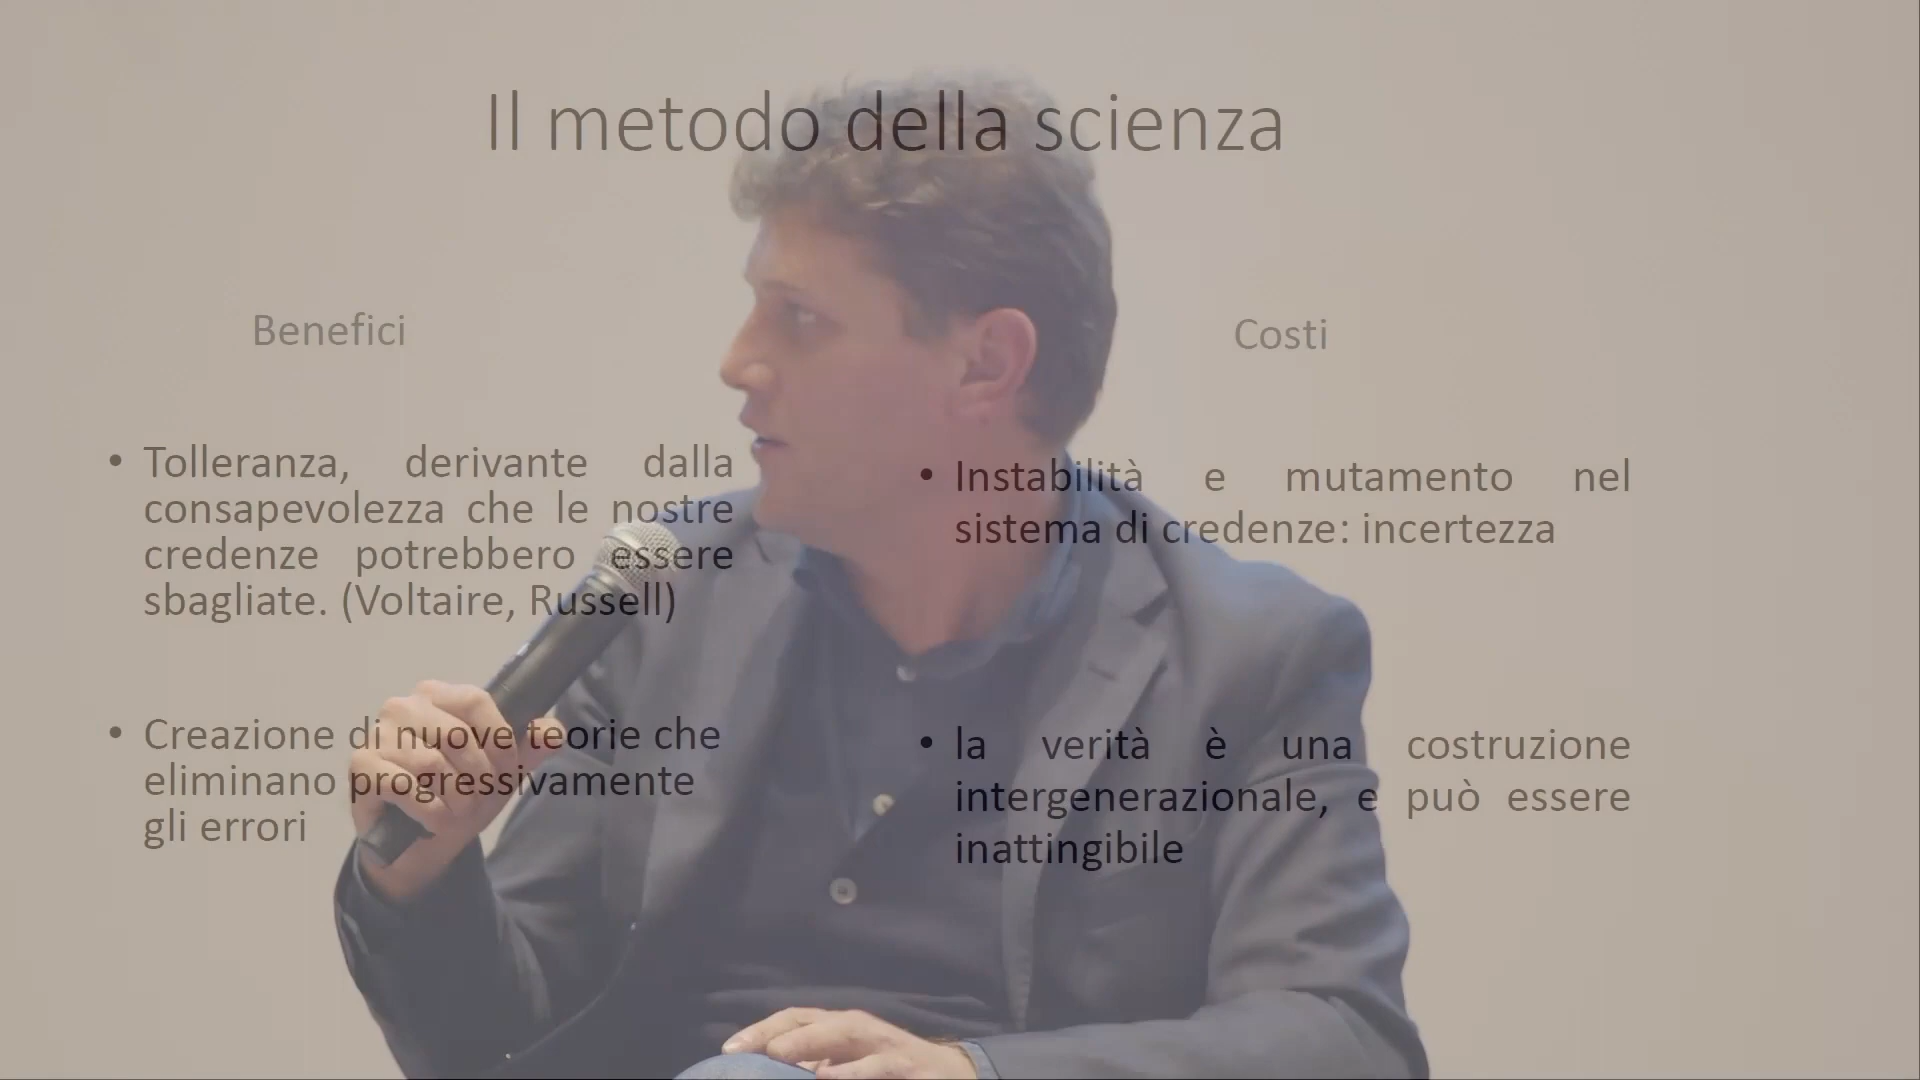 Il metodo della scienza
Benefici
• Tolleranza, derivante dalla
consapevolezza che le nostre
credenze potrebbero essere
sbagliate. (Voltaire, Russell)
• Creazione di nuove teorie che
eliminano progressivamente
gli errori
Costi
• Instabilità e mutamento nel
sistema di credenze: incertezza
• la verità è una costruzione
intergenerazionale, e può essere
inattingibile